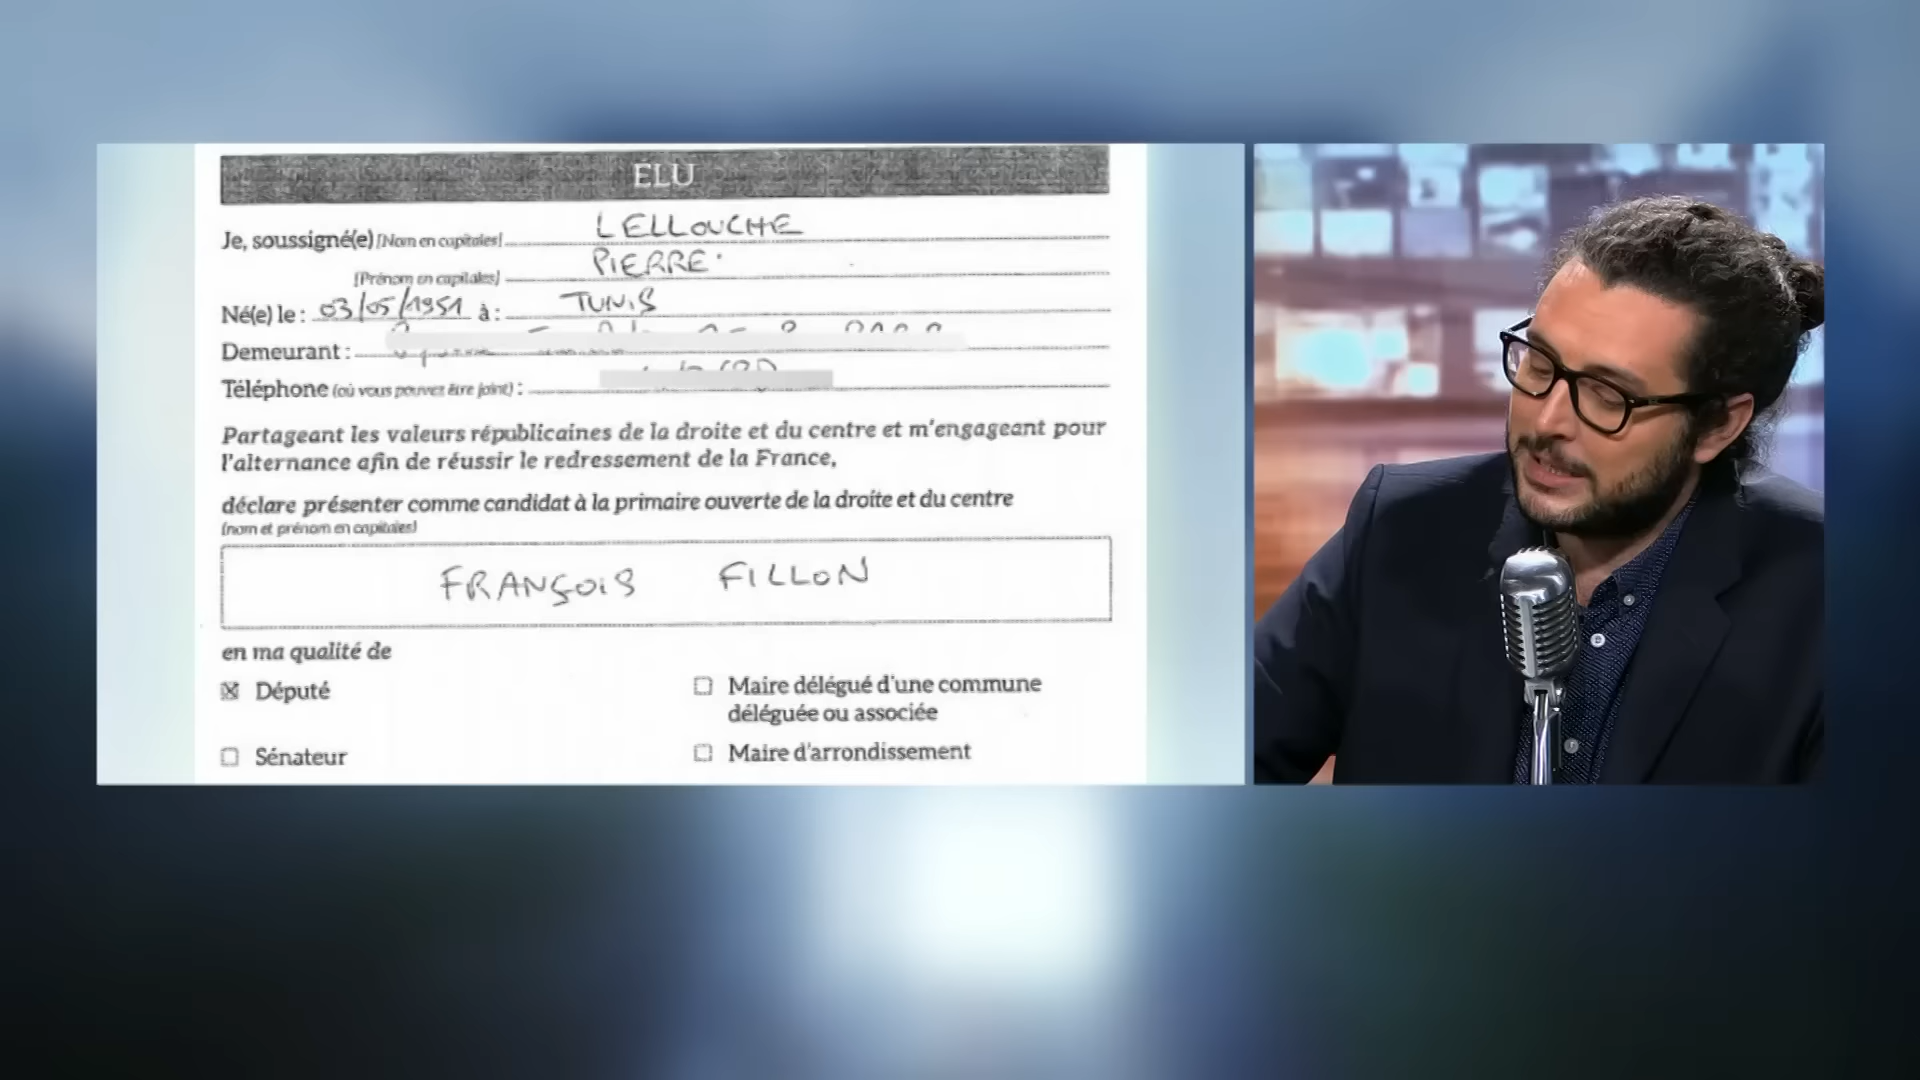 ELU
Je, soussigné(e) [Nom en capitales] LELLOUCHE
[Prénom en capitales] PIERRE
Né(e) le : 03/05/1951 à : TUNIS
Demeurant :
Téléphone (où vous pouvez être joint) :
Partageant les valeurs républicaines de la droite et du centre et m'engageant pour
l'alternance afin de réussir le redressement de la France,
déclare présenter comme candidat à la primaire ouverte de la droite et du centre
(nom et prénom en capitales)
FRANÇOIS FILLON
en ma qualité de
Député
Maire délégué d'une commune
déléguée ou associée
Sénateur
Maire d'arrondissement